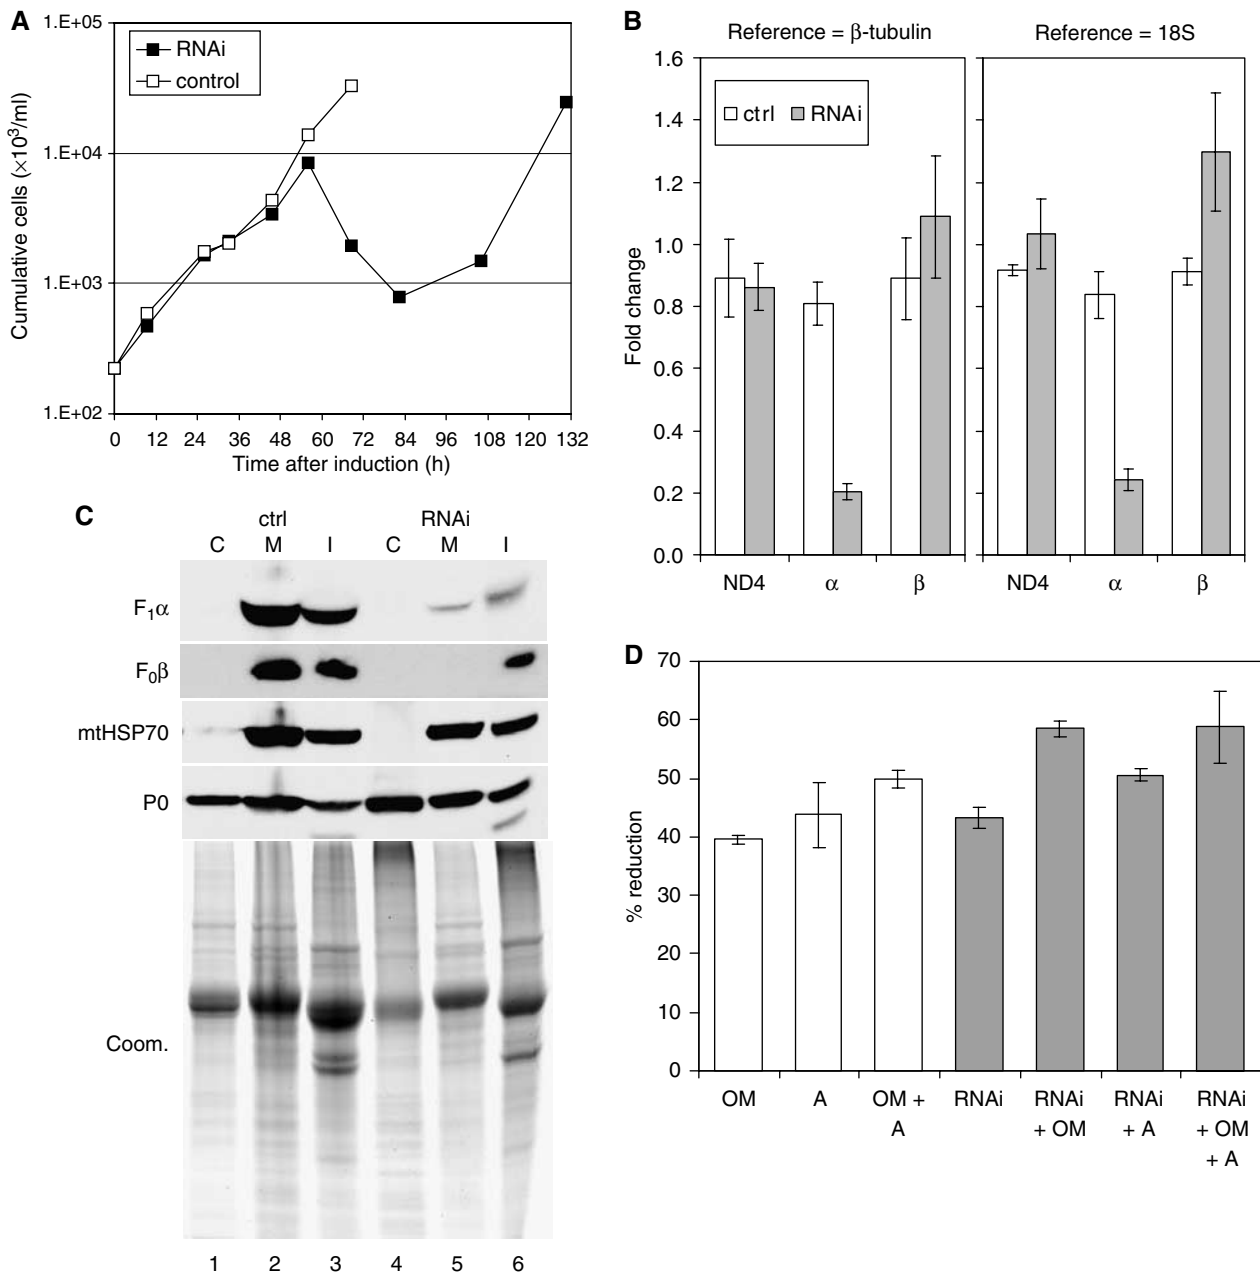 A
1.E+05
1.E+04
1.E+03
1.E+02
Cumulative cells (×10³/ml)
RNAi
control
0 12 24 36 48 60 72 84 96 108 120 132
Time after induction (h)
B
Reference = β-tubulin
Reference = 18S
1.6
1.4
1.2
1.0
0.8
0.6
0.4
0.2
0.0
Fold change
ctrl RNAi
ND4 α β
ND4 α β
C
ctrl RNAi
C M I C M I
F₁α
F₀β
mtHSP70
P0
Coom.
1 2 3 4 5 6
D
70
60
50
40
30
20
10
0
% reduction
OM A OM + RNAi RNAi RNAi RNAi
A + OM + A + OM
+ A